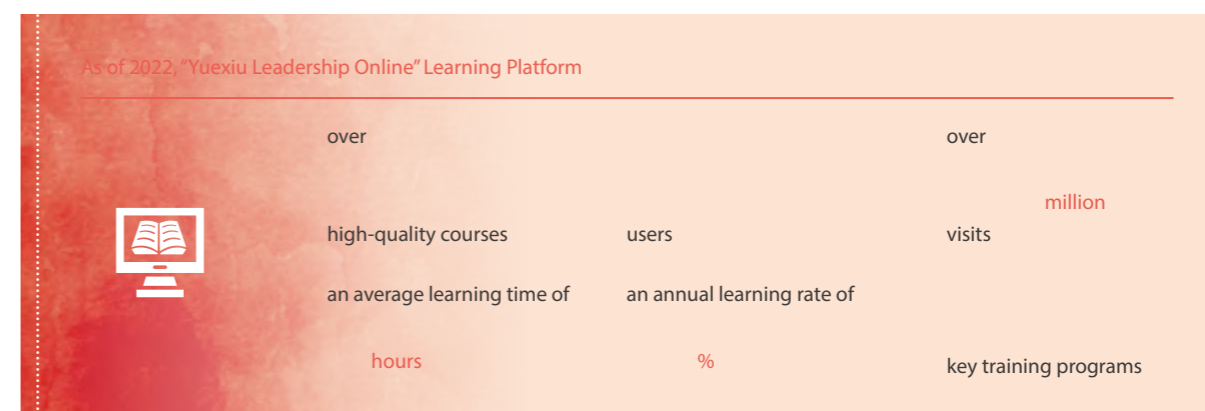 As of 2022, "Yuexiu Leadership Online" Learning Platform
over
high-quality courses
users
over
million
visits
an average learning time of
hours
an annual learning rate of
%
key training programs